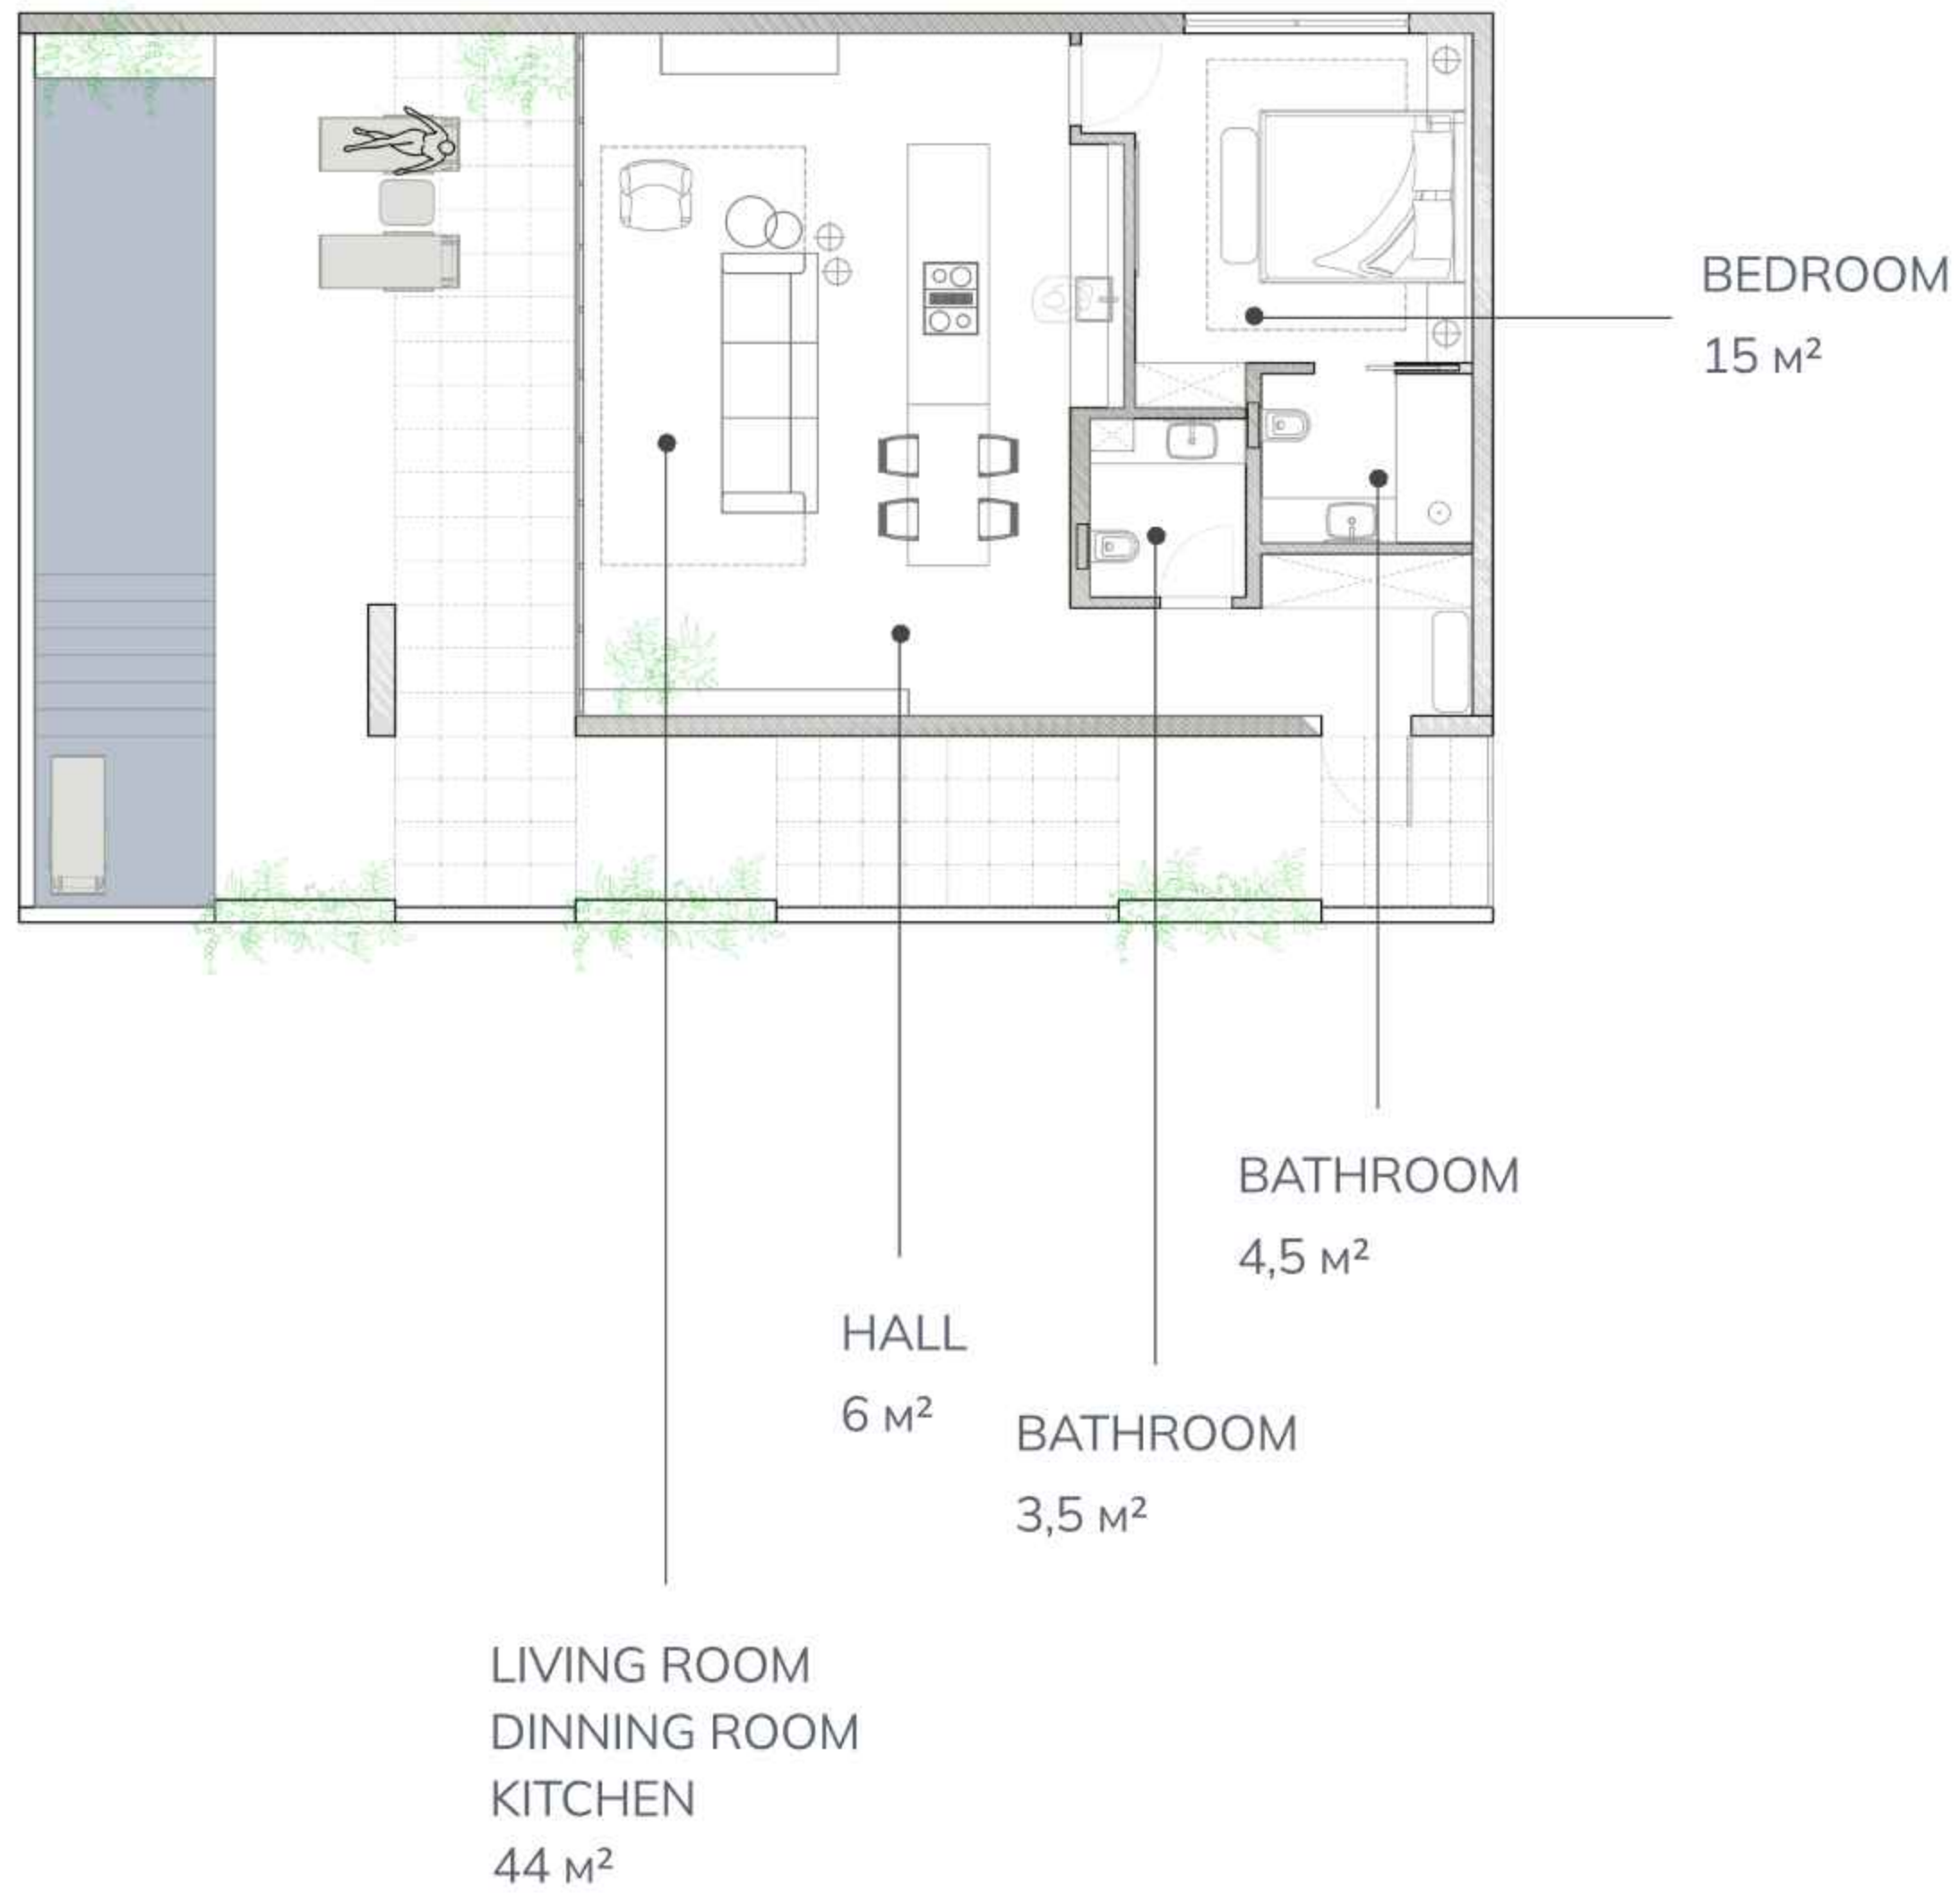 BEDROOM
15 м²
BATHROOM
4,5 м²
HALL
6 м²
BATHROOM
3,5 м²
LIVING ROOM
DINNING ROOM
KITCHEN
44 м²